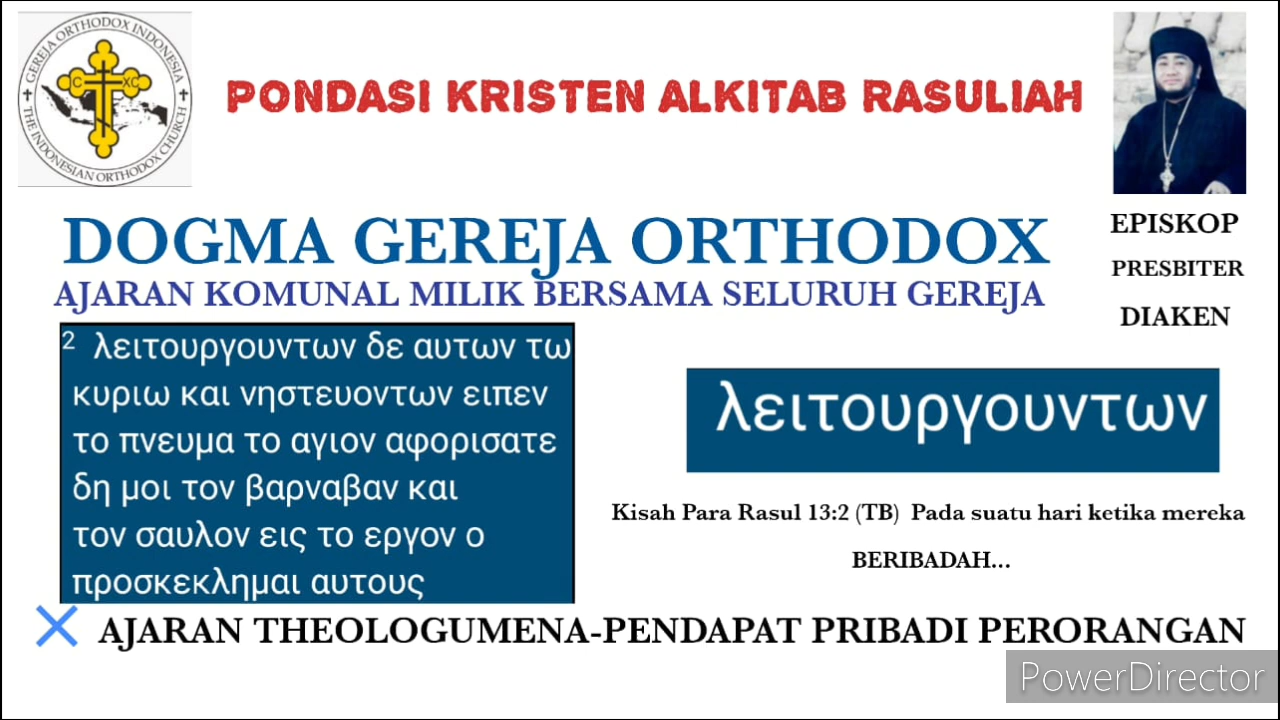 GEREJA ORTHODOX INDONESIA
THE INDONESIAN ORTHODOX CHURCH
PONDASI KRISTEN ALKITAB RASULIAH
DOGMA GEREJA ORTHODOX
AJARAN KOMUNAL MILIK BERSAMA SELURUH GEREJA
EPISKOP
PRESBITER
DIAKEN
2 λειτουργουντων δε αυτων τω
κυριω και νηστευοντων ειπεν
το πνευμα το αγιον αφορισατε
δη μοι τον βαρναβαν και
τον σαυλον εις το εργον ο
προσκεκλημαι αυτους
λειτουργουντων
Kisah Para Rasul 13:2 (TB) Pada suatu hari ketika mereka
BERIBADAH...
AJARAN THEOLOGUMENA-PENDAPAT PRIBADI PERORANGAN
PowerDirector